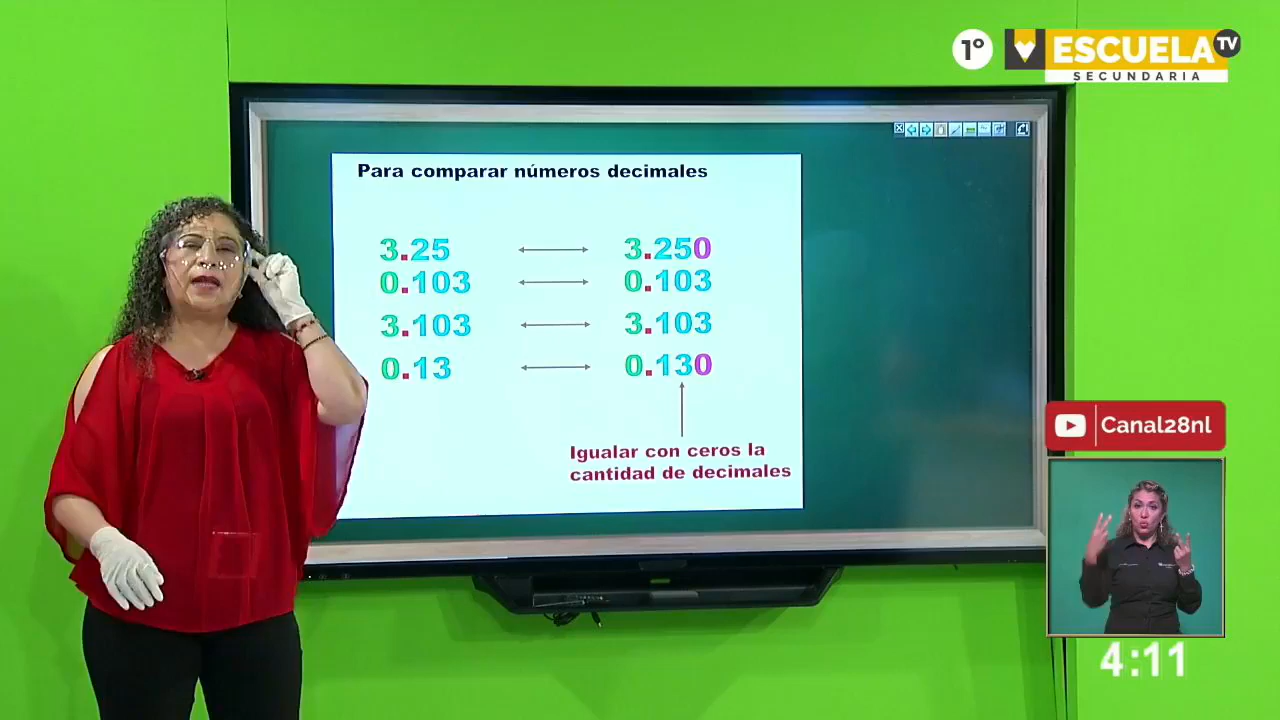 1º
ESCUELA TV
SECUNDARIA
Para comparar números decimales
3.25 3.250
0.103 0.103
3.103 3.103
0.13 0.130
Igualar con ceros la
cantidad de decimales
Canal28nl
4:11